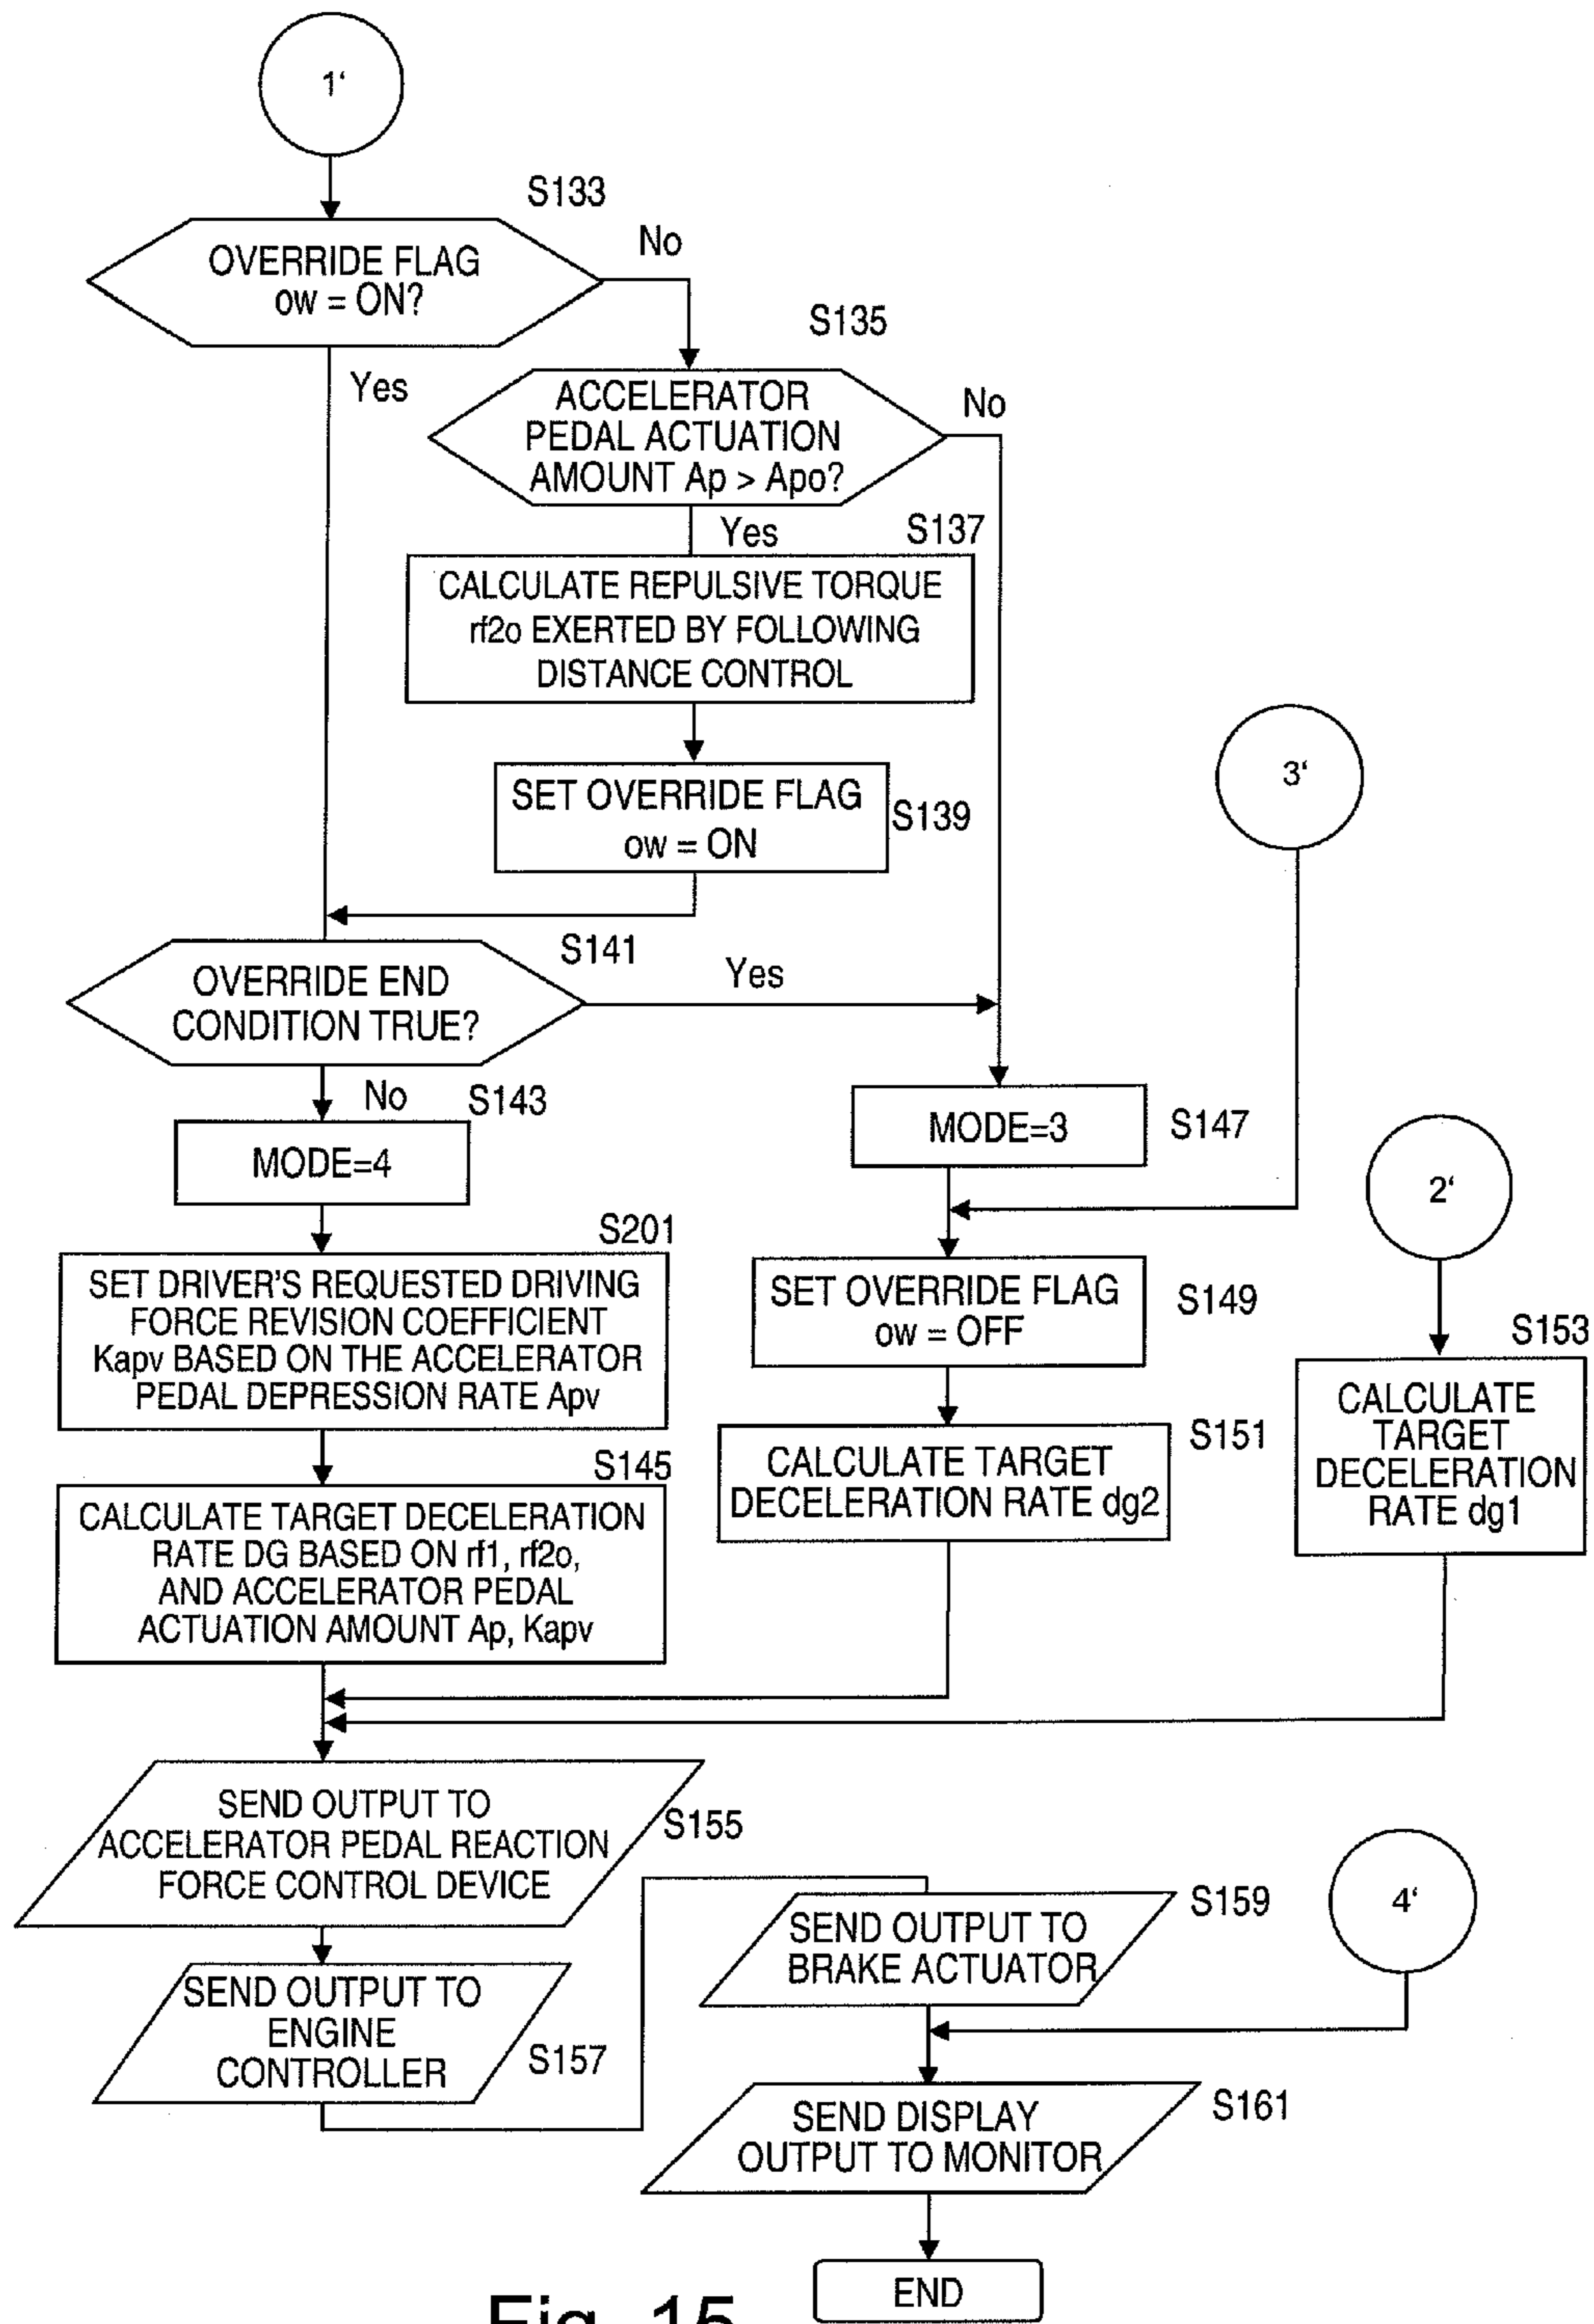 1‘
S133
OVERRIDE FLAG
ow = ON?
No
Yes
S135
ACCELERATOR
PEDAL ACTUATION
AMOUNT Ap > Apo?
No
Yes
S137
CALCULATE REPULSIVE TORQUE
rf2o EXERTED BY FOLLOWING
DISTANCE CONTROL
SET OVERRIDE FLAG
ow = ON
S139
3‘
S141
OVERRIDE END
CONDITION TRUE?
Yes
No
S143
MODE=4
MODE=3
S147
2‘
S201
SET DRIVER'S REQUESTED DRIVING
FORCE REVISION COEFFICIENT
Kapv BASED ON THE ACCELERATOR
PEDAL DEPRESSION RATE Apv
SET OVERRIDE FLAG
ow = OFF
S149
S153
CALCULATE
TARGET
DECELERATION
RATE dg1
S151
CALCULATE TARGET
DECELERATION RATE dg2
S145
CALCULATE TARGET DECELERATION
RATE DG BASED ON rf1, rf2o,
AND ACCELERATOR PEDAL
ACTUATION AMOUNT Ap, Kapv
SEND OUTPUT TO
ACCELERATOR PEDAL REACTION
FORCE CONTROL DEVICE
S155
SEND OUTPUT TO
ENGINE
CONTROLLER
S157
SEND OUTPUT TO
BRAKE ACTUATOR
S159
4‘
SEND DISPLAY
OUTPUT TO MONITOR
S161
END
Fig. 15